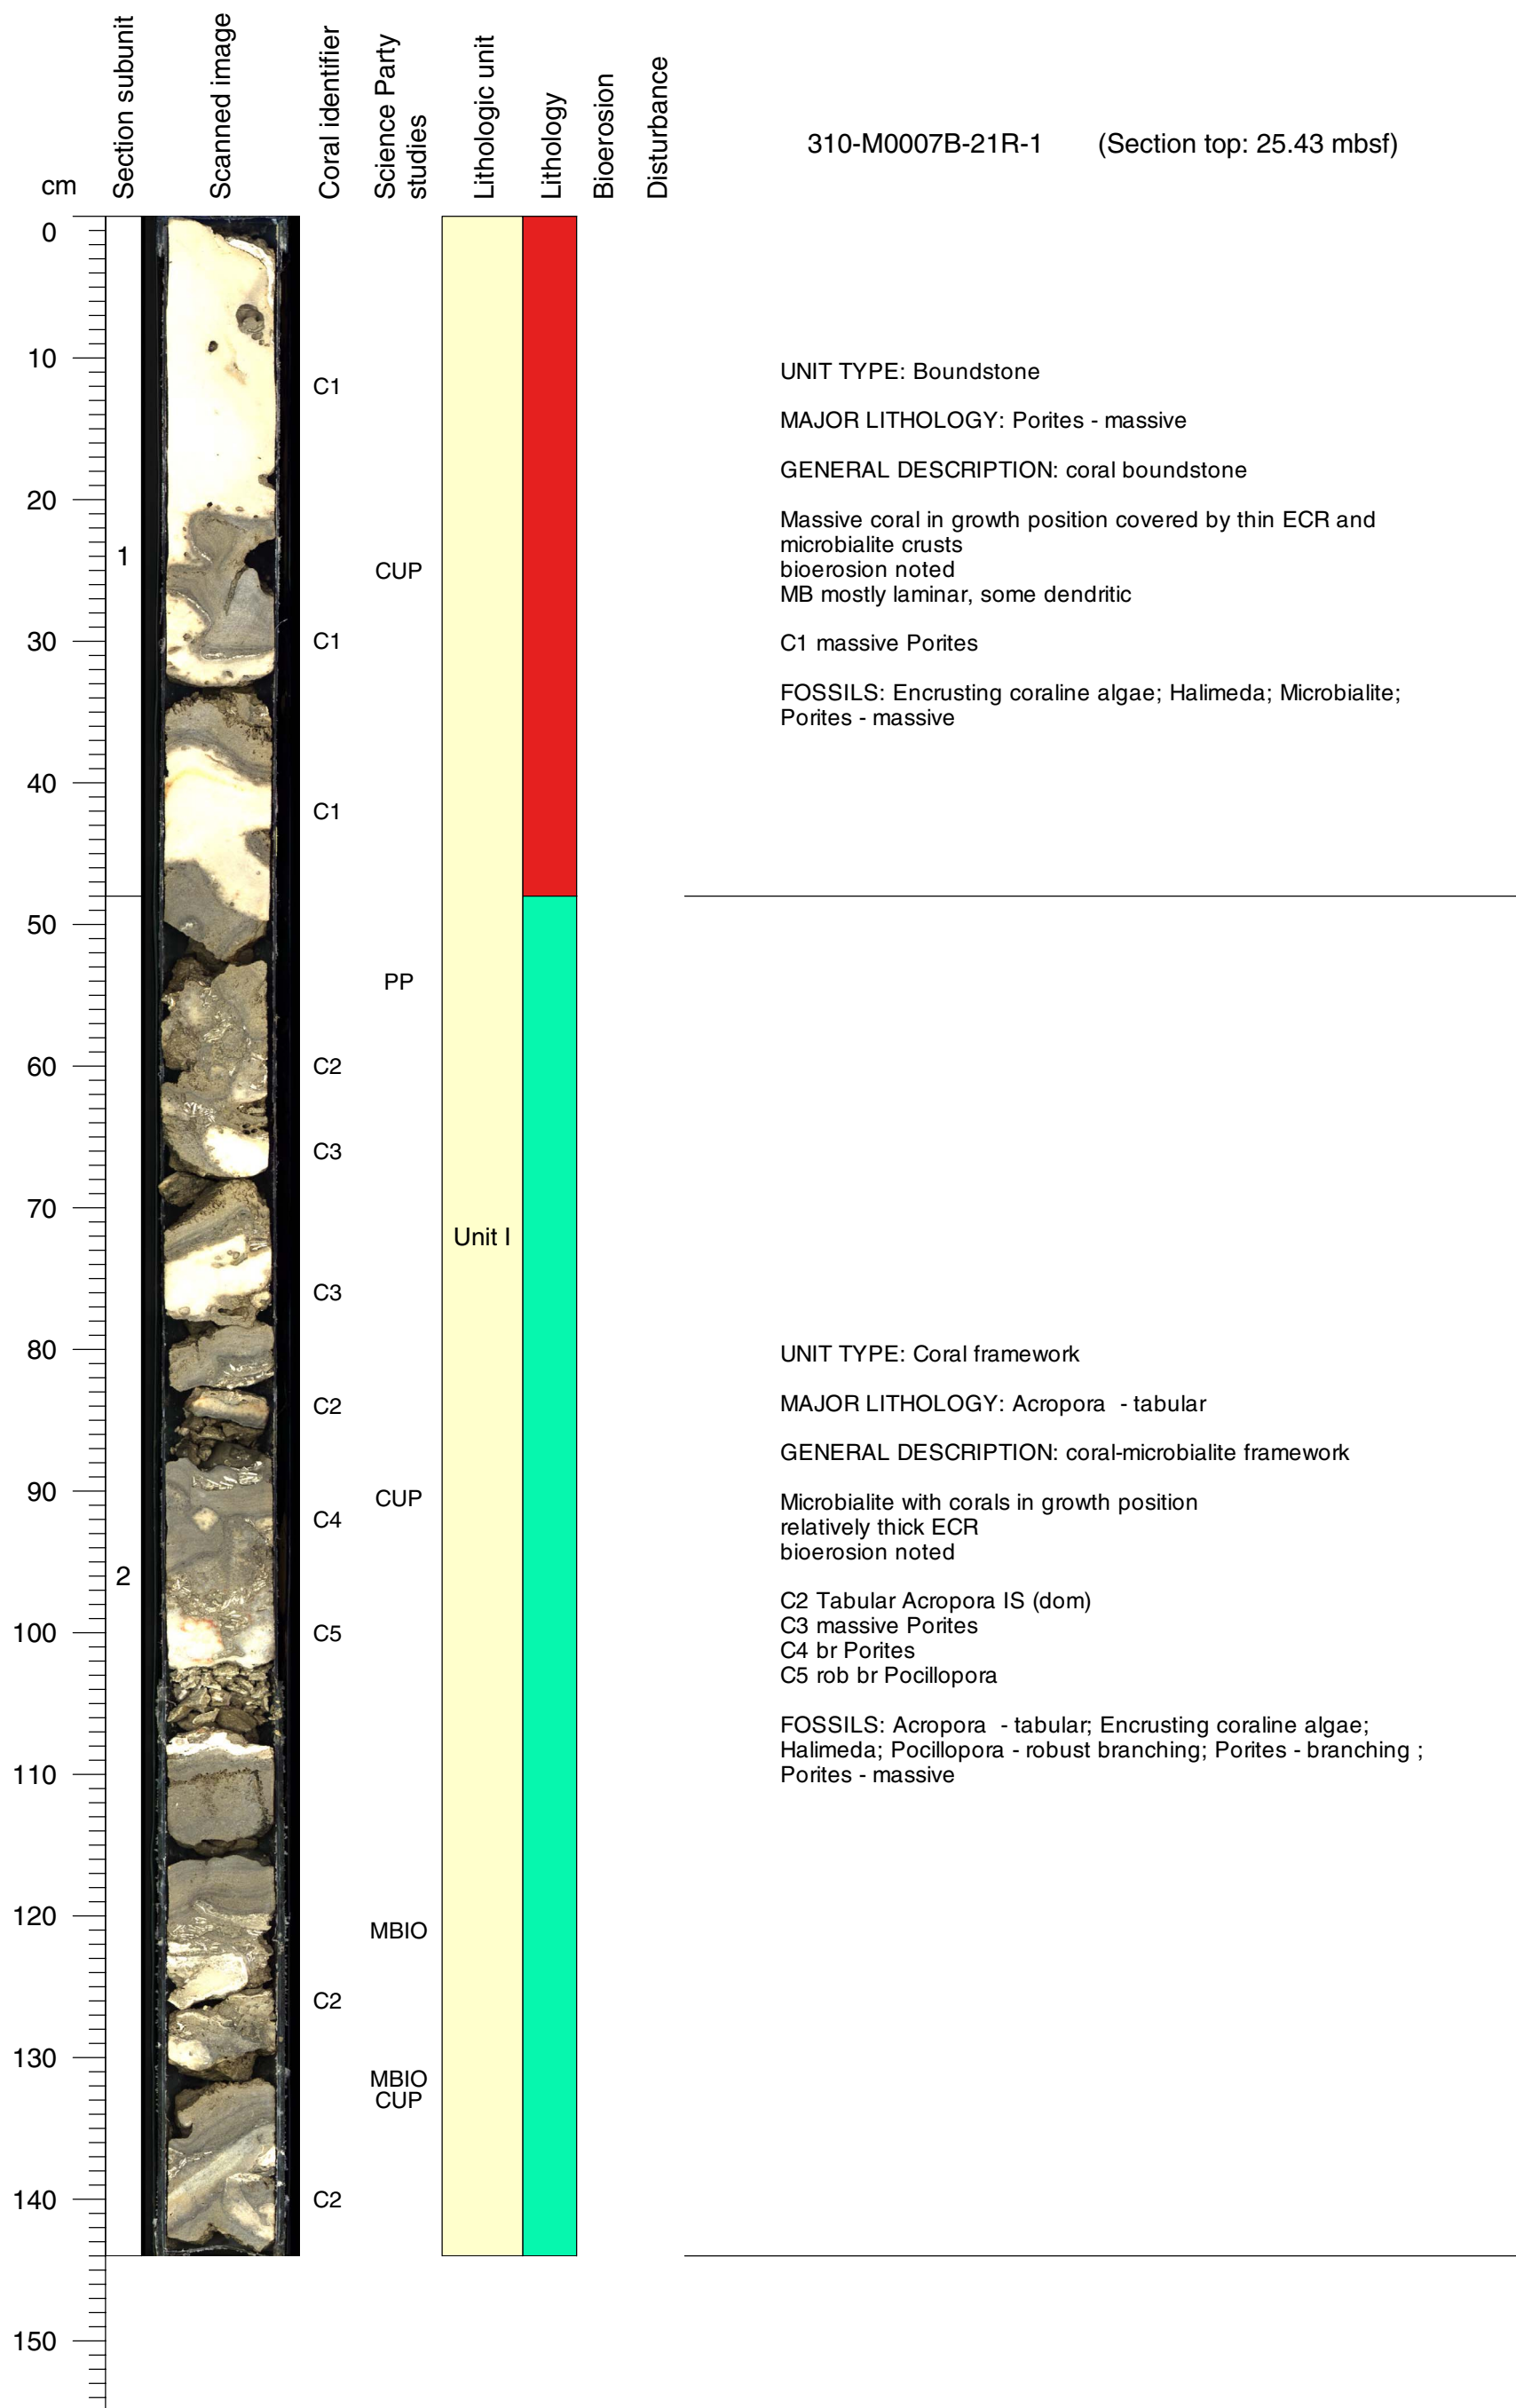 cm
Section subunit
Scanned image
Coral identifier
Science Party
studies
Lithologic unit
Lithology
Bioerosion
Disturbance
310-M0007B-21R-1 (Section top: 25.43 mbsf)
0
10
20
30
40
50
60
70
80
90
100
110
120
130
140
150
1
2
C1
C1
C1
C2
C3
C3
C2
C4
C5
C2
C2
CUP
PP
CUP
MBIO
MBIO
CUP
Unit I
UNIT TYPE: Boundstone
MAJOR LITHOLOGY: Porites - massive
GENERAL DESCRIPTION: coral boundstone
Massive coral in growth position covered by thin ECR and
microbialite crusts
bioerosion noted
MB mostly laminar, some dendritic
C1 massive Porites
FOSSILS: Encrusting coraline algae; Halimeda; Microbialite;
Porites - massive
UNIT TYPE: Coral framework
MAJOR LITHOLOGY: Acropora - tabular
GENERAL DESCRIPTION: coral-microbialite framework
Microbialite with corals in growth position
relatively thick ECR
bioerosion noted
C2 Tabular Acropora IS (dom)
C3 massive Porites
C4 br Porites
C5 rob br Pocillopora
FOSSILS: Acropora - tabular; Encrusting coraline algae;
Halimeda; Pocillopora - robust branching; Porites - branching ;
Porites - massive